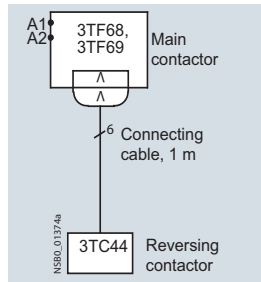 A1
A2
3TF68,
3TF69
Main
contactor
6
Connecting
cable, 1 m
NSB0_01374a
3TC44
Reversing
contactor